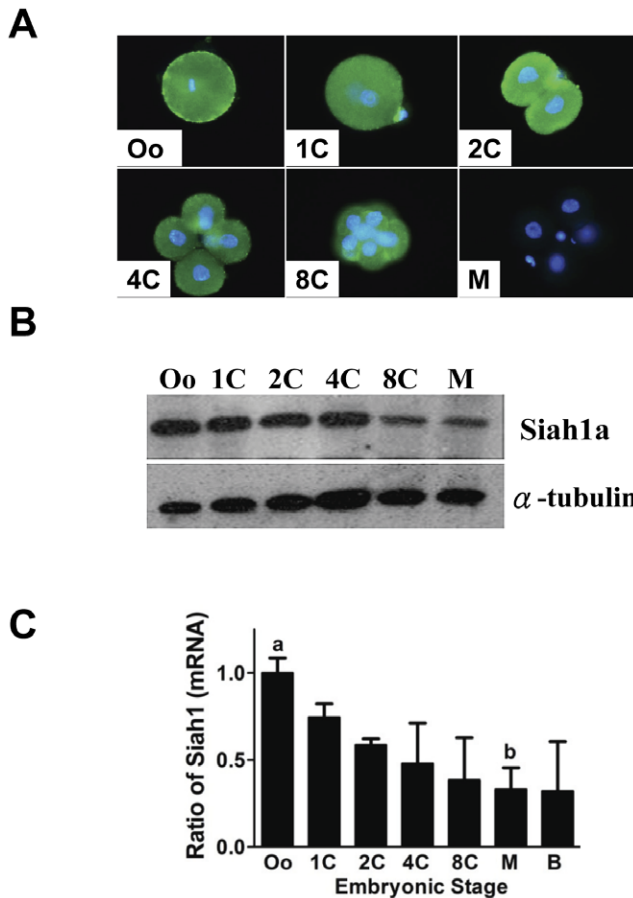 A
Oo
1C
2C
4C
8C
M
B
Oo 1C 2C 4C 8C M
Siah1a
α-tubulin
C
Ratio of Siah1 (mRNA)
1.0
0.5
0.0
a
b
Oo 1C 2C 4C 8C M B
Embryonic Stage